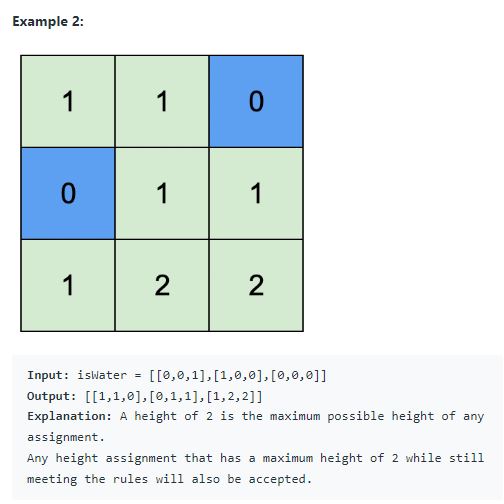 Example 2:
1 1 0
0 1 1
1 2 2
Input: isWater = [[0,0,1],[1,0,0],[0,0,0]]
Output: [[1,1,0],[0,1,1],[1,2,2]]
Explanation: A height of 2 is the maximum possible height of any
assignment.
Any height assignment that has a maximum height of 2 while still
meeting the rules will also be accepted.